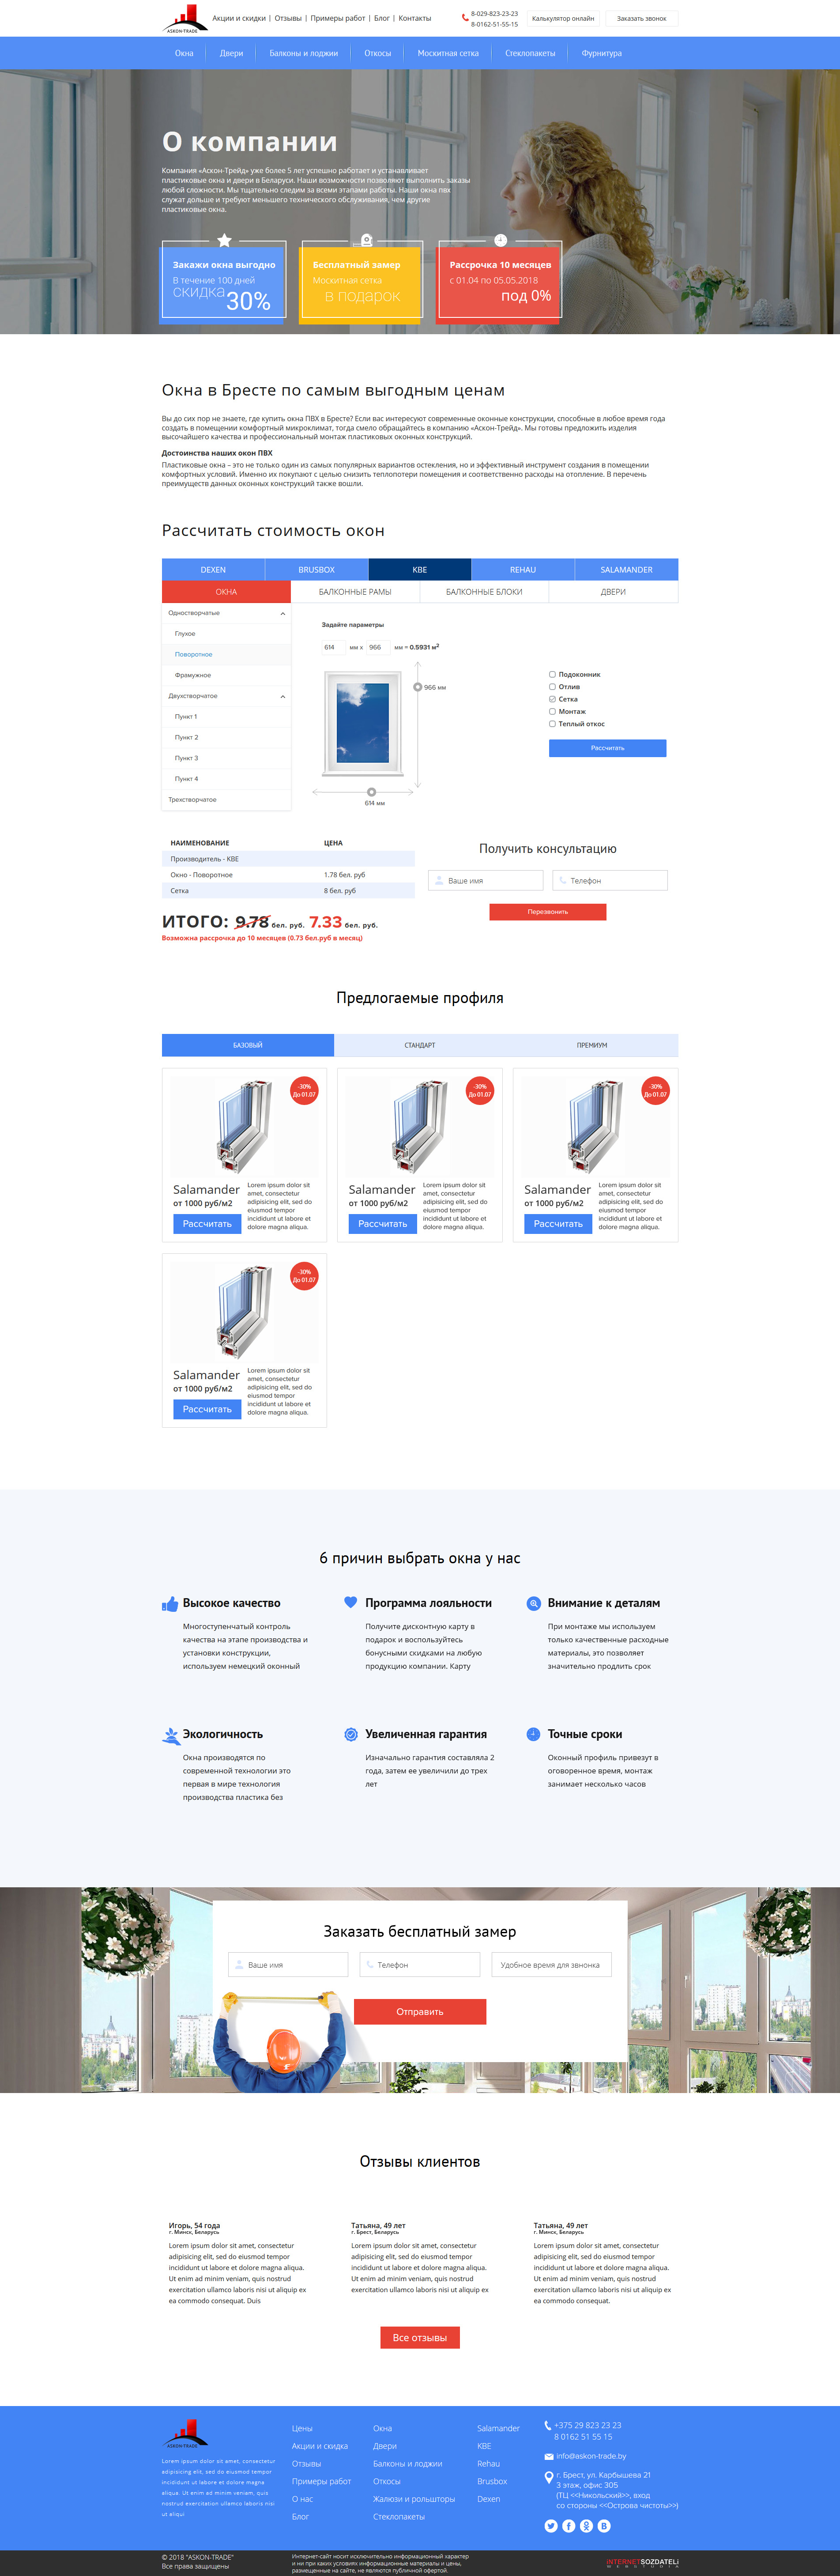 ASKON-TRADE
Акции и скидки | Отзывы | Примеры работ | Блог | Контакты
8-029-823-23-23
8-0162-51-55-15
Калькулятор онлайн
Заказать звонок
Окна
Двери
Балконы и лоджии
Откосы
Москитная сетка
Стеклопакеты
Фурнитура
О компании
Компания «Аскон-Трейд» уже более 5 лет успешно работает и устанавливает
пластиковые окна и двери в Беларуси. Наши возможности позволяют выполнить заказы
любой сложности. Мы тщательно следим за всеми этапами работы. Наши окна пвх
служат дольше и требуют меньшего технического обслуживания, чем другие
пластиковые окна.
Закажи окна выгодно
В течение 100 дней
скидка 30%
Бесплатный замер
Москитная сетка
в подарок
Рассрочка 10 месяцев
с 01.04 по 05.05.2018
под 0%
Окна в Бресте по самым выгодным ценам
Вы до сих пор не знаете, где купить окна ПВХ в Бресте? Если вас интересуют современные оконные конструкции, способные в любое время года
создать в помещении комфортный микроклимат, тогда смело обращайтесь в компанию «Аскон-Трейд». Мы готовы предложить изделия
высочайшего качества и профессиональный монтаж пластиковых оконных конструкций.
Достоинства наших окон ПВХ
Пластиковые окна – это не только один из самых популярных вариантов остекления, но и эффективный инструмент создания в помещении
комфортных условий. Именно их покупают с целью снизить теплопотери помещения и соответственно расходы на отопление. В перечень
преимуществ данных оконных конструкций также вошли.
Рассчитать стоимость окон
DEXEN
BRUSBOX
KBE
REHAU
SALAMANDER
ОКНА
БАЛКОННЫЕ РАМЫ
БАЛКОННЫЕ БЛОКИ
ДВЕРИ
Одностворчатые
Глухое
Поворотное
Фрамужное
Двухстворчатое
Пункт 1
Пункт 2
Пункт 3
Пункт 4
Трехстворчатое
Задайте параметры
614 мм x 966 мм = 0.5931 м²
966 мм
614 мм
Подоконник
Отлив
Сетка
Монтаж
Теплый откос
Рассчитать
НАИМЕНОВАНИЕ ЦЕНА
Производитель - KBE
Окно - Поворотное 1.78 бел. руб
Сетка 8 бел. руб
ИТОГО: 9.78 бел. руб. 7.33 бел. руб.
Возможна рассрочка до 10 месяцев (0.73 бел.руб в месяц)
Получить консультацию
Ваше имя
Телефон
Перезвонить
Предлогаемые профиля
БАЗОВЫЙ
СТАНДАРТ
ПРЕМИУМ
-30%
До 01.07
Salamander
от 1000 руб/м2
Рассчитать
Lorem ipsum dolor sit
amet, consectetur
adipisicing elit, sed do
eiusmod tempor
incididunt ut labore et
dolore magna aliqua.
-30%
До 01.07
Salamander
от 1000 руб/м2
Рассчитать
Lorem ipsum dolor sit
amet, consectetur
adipisicing elit, sed do
eiusmod tempor
incididunt ut labore et
dolore magna aliqua.
-30%
До 01.07
Salamander
от 1000 руб/м2
Рассчитать
Lorem ipsum dolor sit
amet, consectetur
adipisicing elit, sed do
eiusmod tempor
incididunt ut labore et
dolore magna aliqua.
-30%
До 01.07
Salamander
от 1000 руб/м2
Рассчитать
Lorem ipsum dolor sit
amet, consectetur
adipisicing elit, sed do
eiusmod tempor
incididunt ut labore et
dolore magna aliqua.
6 причин выбрать окна у нас
Высокое качество
Многоступенчатый контроль
качества на этапе производства и
установки конструкции,
используем немецкий оконный
Программа лояльности
Получите дисконтную карту в
подарок и воспользуйтесь
бонусными скидками на любую
продукцию компании. Карту
Внимание к деталям
При монтаже мы используем
только качественные расходные
материалы, это позволяет
значительно продлить срок
Экологичность
Окна производятся по
современной технологии это
первая в мире технология
производства пластика без
Увеличенная гарантия
Изначально гарантия составляла 2
года, затем ее увеличили до трех
лет
Точные сроки
Оконный профиль привезут в
оговоренное время, монтаж
занимает несколько часов
Заказать бесплатный замер
Ваше имя
Телефон
Удобное время для звонка
Отправить
Отзывы клиентов
Игорь, 54 года
г. Минск, Беларусь
Lorem ipsum dolor sit amet, consectetur
adipisicing elit, sed do eiusmod tempor
incididunt ut labore et dolore magna aliqua.
Ut enim ad minim veniam, quis nostrud
exercitation ullamco laboris nisi ut aliquip ex
ea commodo consequat. Duis
Татьяна, 49 лет
г. Брест, Беларусь
Lorem ipsum dolor sit amet, consectetur
adipisicing elit, sed do eiusmod tempor
incididunt ut labore et dolore magna aliqua.
Ut enim ad minim veniam, quis nostrud
exercitation ullamco laboris nisi ut aliquip ex
Татьяна, 49 лет
г. Минск, Беларусь
Lorem ipsum dolor sit amet, consectetur
adipisicing elit, sed do eiusmod tempor
incididunt ut labore et dolore magna aliqua.
Ut enim ad minim veniam, quis nostrud
exercitation ullamco laboris nisi ut aliquip ex
ea commodo consequat.
Все отзывы
ASKON-TRADE
Lorem ipsum dolor sit amet, consectetur
adipisicing elit, sed do eiusmod tempor
incididunt ut labore et dolore magna
aliqua. Ut enim ad minim veniam, quis
nostrud exercitation ullamco laboris nisi
ut aliqui
Цены
Акции и скидка
Отзывы
Примеры работ
О нас
Блог
Окна
Двери
Балконы и лоджии
Откосы
Жалюзи и рольшторы
Стеклопакеты
Salamander
KBE
Rehau
Brusbox
Dexen
+375 29 823 23 23
8 0162 51 55 15
info@askon-trade.by
г. Брест, ул. Карбышева 21
3 этаж, офис 305
(ТЦ <<Никольский>>, вход
со стороны <<Острова чистоты>>)
© 2018 "ASKON-TRADE"
Все права защищены
Интернет-сайт носит исключительно информационный характер
и ни при каких условиях информационные материалы и цены,
размещенные на сайте, не являются публичной офертой.
iNTERNETSOZDATELi